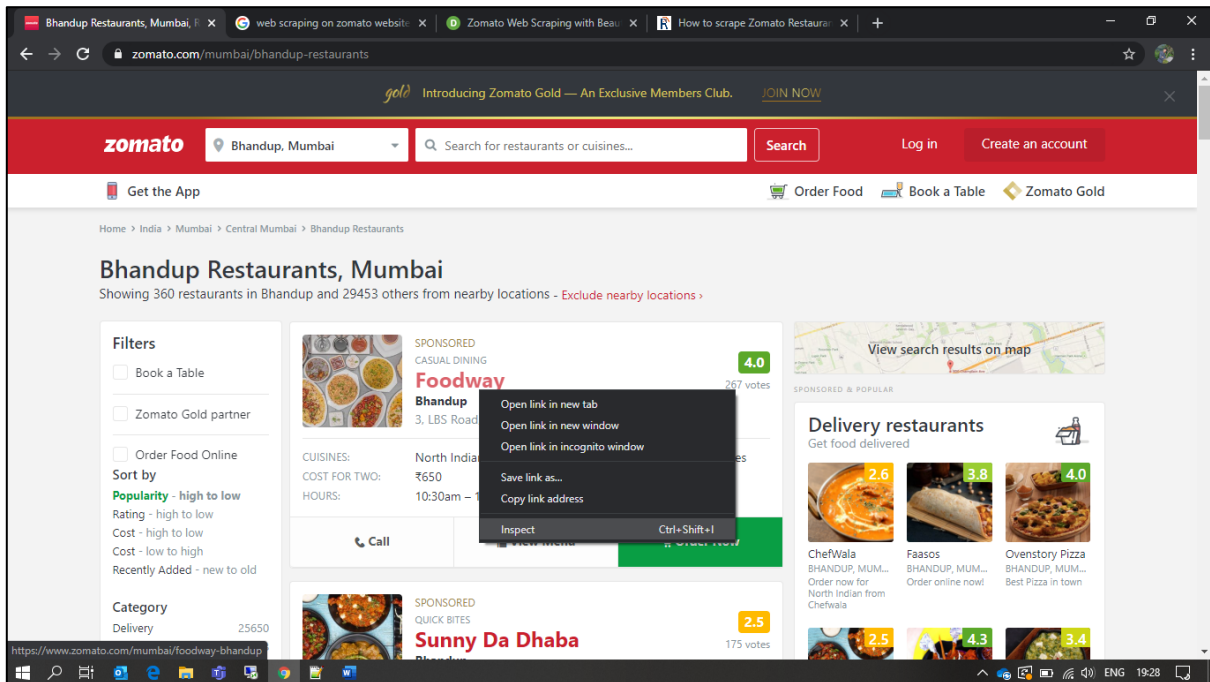 Bhandup Restaurants, Mumbai, R
web scraping on zomato website
Zomato Web Scraping with Beau
How to scrape Zomato Restauran
zomato.com/mumbai/bhandup-restaurants
gold Introducing Zomato Gold — An Exclusive Members Club. JOIN NOW
zomato
Bhandup, Mumbai
Search for restaurants or cuisines...
Search
Log in
Create an account
Get the App
Order Food
Book a Table
Zomato Gold
Home > India > Mumbai > Central Mumbai > Bhandup Restaurants
Bhandup Restaurants, Mumbai
Showing 360 restaurants in Bhandup and 29453 others from nearby locations - Exclude nearby locations ›
Filters
Book a Table
Zomato Gold partner
Order Food Online
Sort by
Popularity - high to low
Rating - high to low
Cost - high to low
Cost - low to high
Recently Added - new to old
Category
Delivery 25650
SPONSORED
CASUAL DINING
Foodway
4.0
267 votes
Bhandup
3, LBS Road
CUISINES: North Indian
COST FOR TWO: ₹650
HOURS: 10:30am –
Call
View Menu
Order Now
Open link in new tab
Open link in new window
Open link in incognito window
Save link as...
Copy link address
Inspect Ctrl+Shift+I
SPONSORED
QUICK BITES
Sunny Da Dhaba
2.5
175 votes
Bhandup
View search results on map
SPONSORED & POPULAR
Delivery restaurants
Get food delivered
2.6
ChefWala
BHANDUP, MUM...
Order now for
North Indian from
Chefwala
3.8
Faasos
BHANDUP, MUM...
Order online now!
4.0
Ovenstory Pizza
BHANDUP, MUM...
Best Pizza in town
2.5
4.3
3.4
https://www.zomato.com/mumbai/foodway-bhandup
ENG 19:28